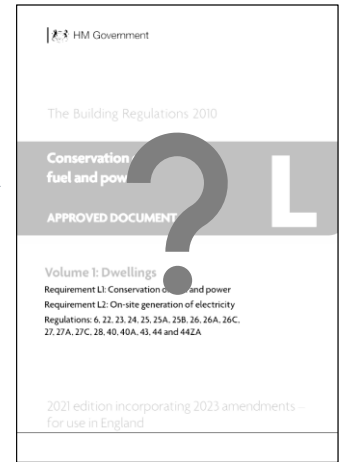 HM Government
The Building Regulations 2010
Conservation
fuel and pow
APPROVED DOCUMENT
L
?
Volume 1: Dwellings
Requirement L1: Conservation and power
Requirement L2: On-site generation of electricity
Regulations: 6, 22, 23, 24, 25, 25A, 25B, 26, 26A, 26C,
27, 27A, 27C, 28, 40, 40A, 43, 44 and 44ZA
2021 edition incorporating 2023 amendments –
for use in England